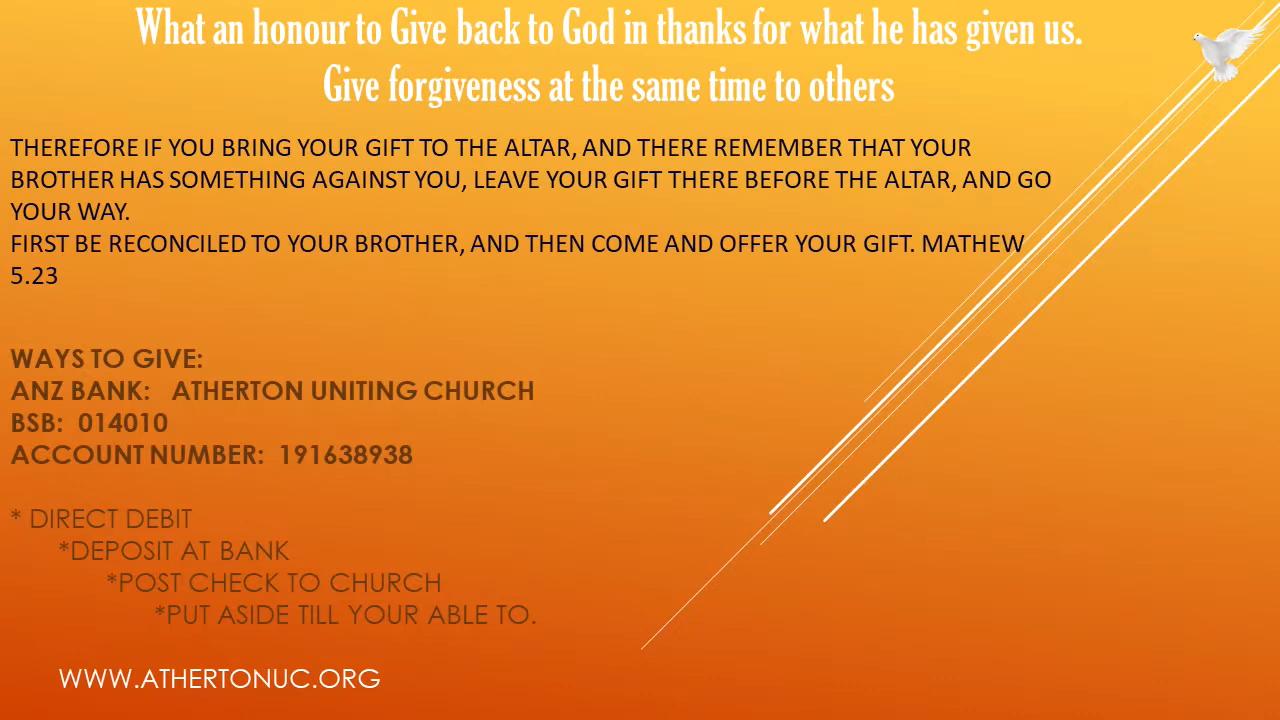 What an honour to Give back to God in thanks for what he has given us.
Give forgiveness at the same time to others
THEREFORE IF YOU BRING YOUR GIFT TO THE ALTAR, AND THERE REMEMBER THAT YOUR
BROTHER HAS SOMETHING AGAINST YOU, LEAVE YOUR GIFT THERE BEFORE THE ALTAR, AND GO
YOUR WAY.
FIRST BE RECONCILED TO YOUR BROTHER, AND THEN COME AND OFFER YOUR GIFT. MATHEW
5.23
WAYS TO GIVE:
ANZ BANK: ATHERTON UNITING CHURCH
BSB: 014010
ACCOUNT NUMBER: 191638938
* DIRECT DEBIT
*DEPOSIT AT BANK
*POST CHECK TO CHURCH
*PUT ASIDE TILL YOUR ABLE TO.
WWW.ATHERTONUC.ORG